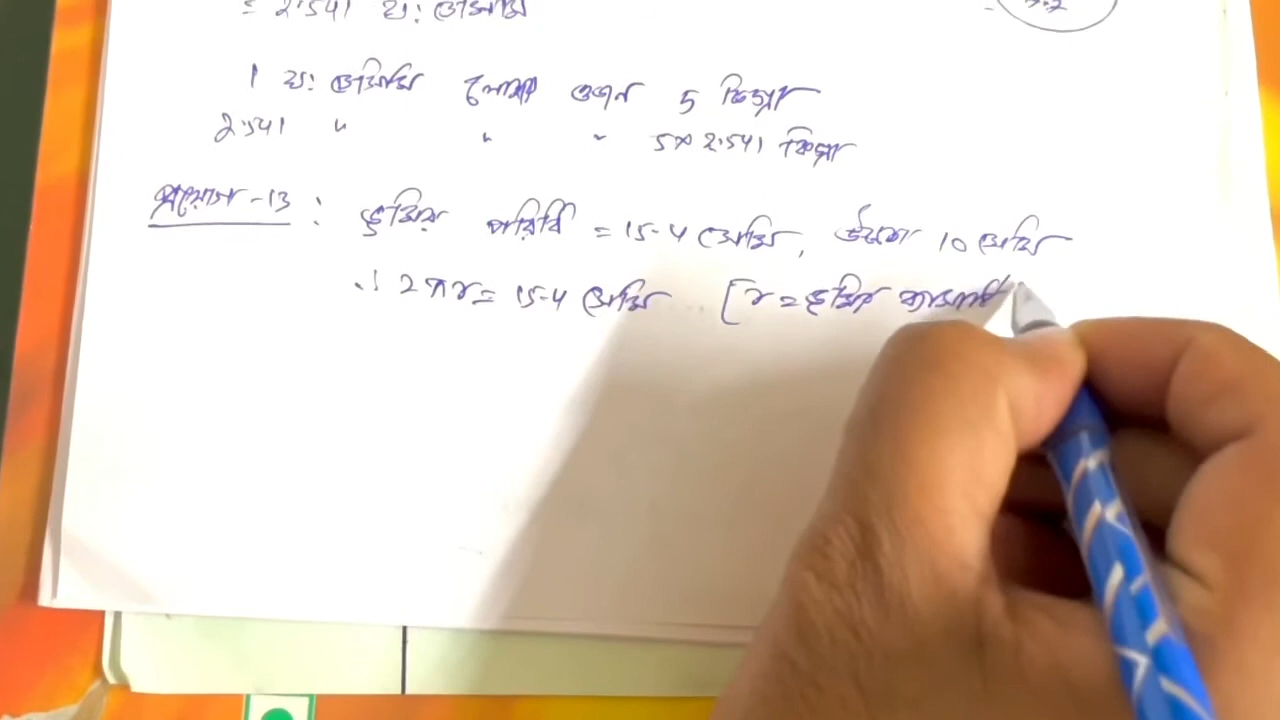 = 2.541 ঘঃ ডেসিমি
1 ঘঃ ডেসিমি লোহার ওজন 5 কিগ্রা
2.541 " " " 5×2.541 কিগ্রা
প্রয়োগ-13 : ভূমির পরিধি = 15.4 সেমি, উচ্চতা 10 সেমি
∴ 2πr = 15.4 সেমি [r = ভূমির ব্যাসার্ধ